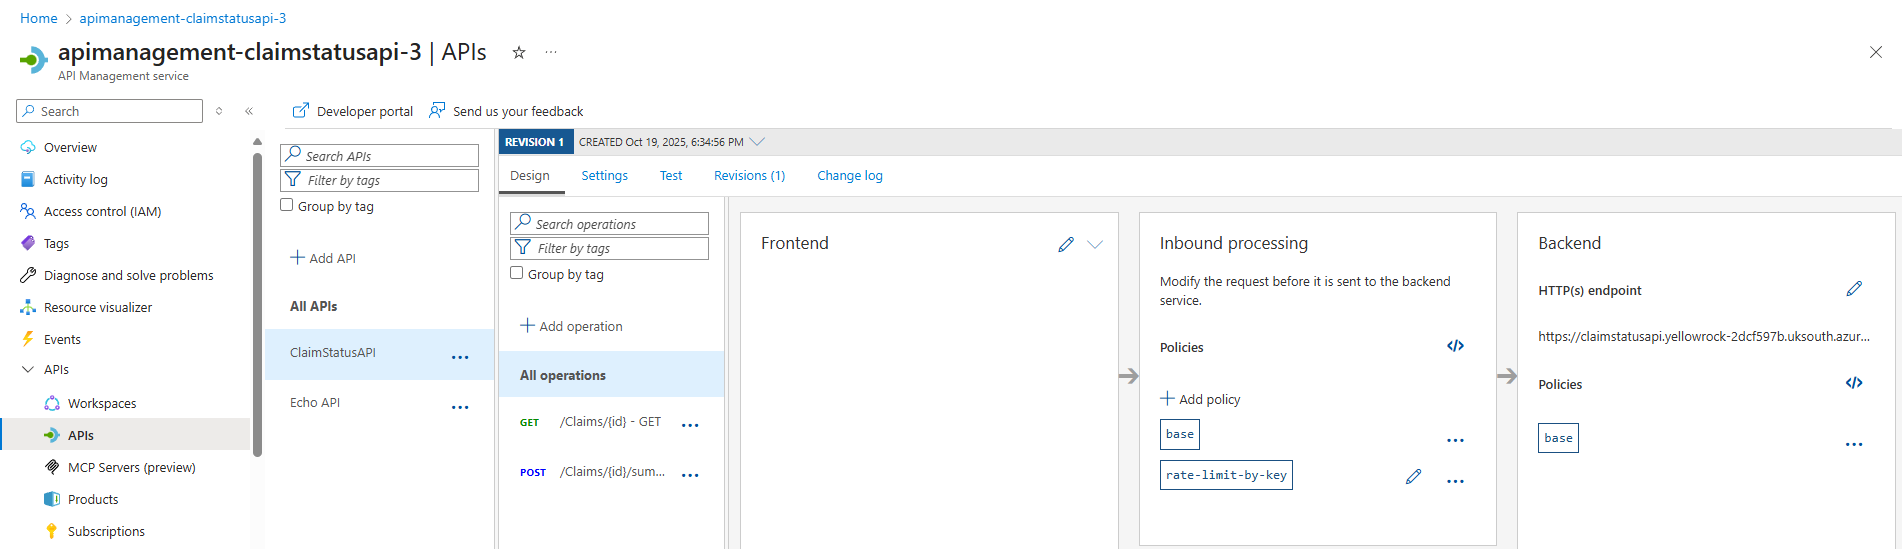 Home > apimanagement-claimstatusapi-3
apimanagement-claimstatusapi-3 | APIs
API Management service
Search
Overview
Activity log
Access control (IAM)
Tags
Diagnose and solve problems
Resource visualizer
Events
APIs
Workspaces
APIs
MCP Servers (preview)
Products
Subscriptions
Developer portal
Send us your feedback
Search APIs
Filter by tags
Group by tag
Add API
All APIs
ClaimStatusAPI
Echo API
REVISION 1
CREATED Oct 19, 2025, 6:34:56 PM
Design
Settings
Test
Revisions (1)
Change log
Search operations
Filter by tags
Group by tag
Add operation
All operations
GET /Claims/{id} - GET
POST /Claims/{id}/sum...
Frontend
Inbound processing
Modify the request before it is sent to the backend
service.
Policies
</>
Add policy
base
rate-limit-by-key
Backend
HTTP(s) endpoint
https://claimstatusapi.yellowrock-2dcf597b.uksouth.azur...
Policies
</>
base